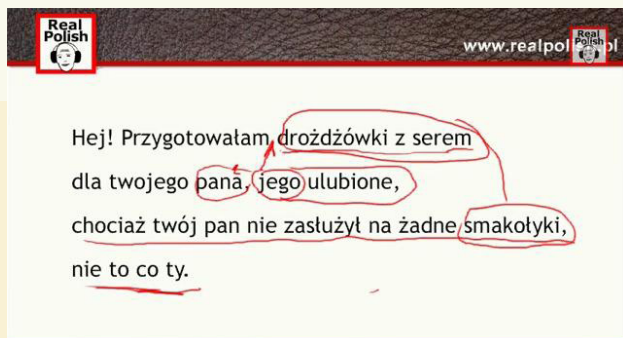 Real
Polish
www.realpol pl
Real
Polish
Hej! Przygotowałam drożdżówki z serem
dla twojego pana, jego ulubione,
chociaż twój pan nie zasłużył na żadne smakołyki,
nie to co ty.